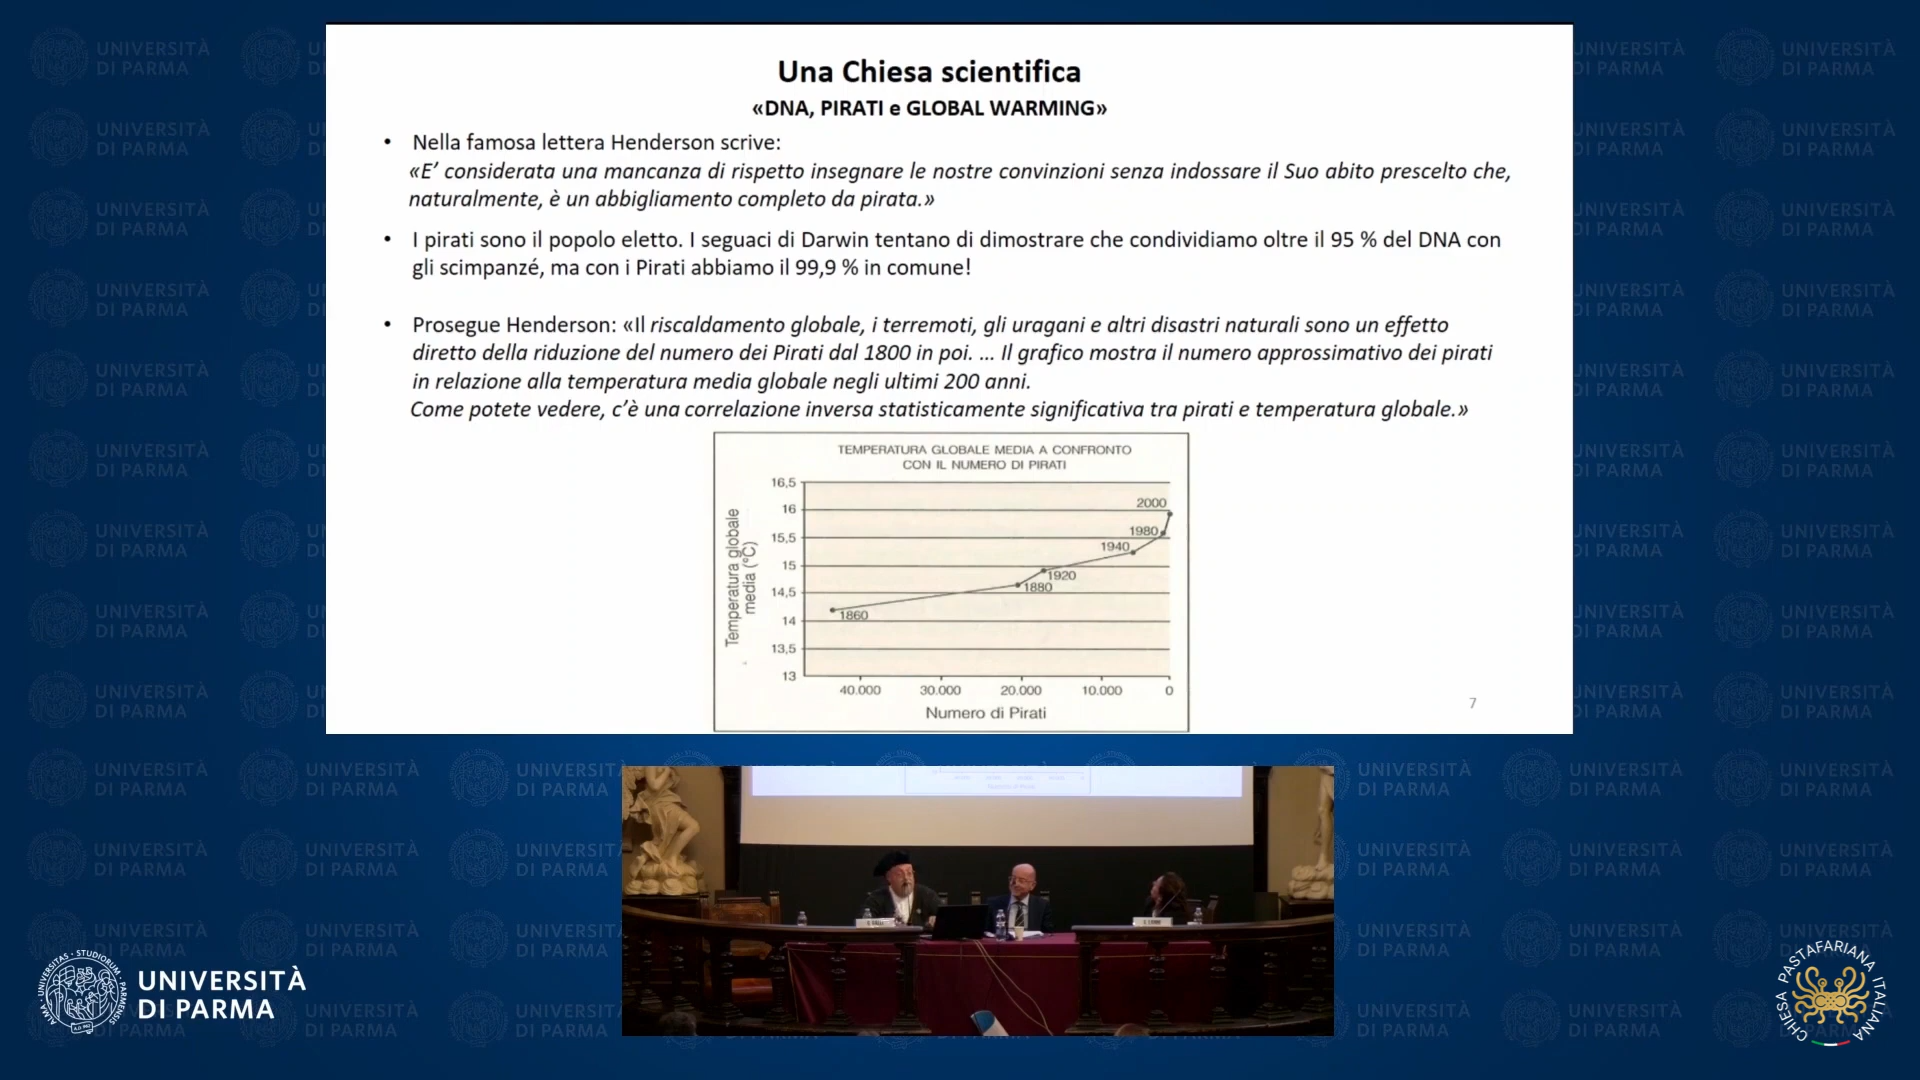 Una Chiesa scientifica
«DNA, PIRATI e GLOBAL WARMING»
• Nella famosa lettera Henderson scrive:
«E’ considerata una mancanza di rispetto insegnare le nostre convinzioni senza indossare il Suo abito prescelto che,
naturalmente, è un abbigliamento completo da pirata.»
• I pirati sono il popolo eletto. I seguaci di Darwin tentano di dimostrare che condividiamo oltre il 95 % del DNA con
gli scimpanzé, ma con i Pirati abbiamo il 99,9 % in comune!
• Prosegue Henderson: «Il riscaldamento globale, i terremoti, gli uragani e altri disastri naturali sono un effetto
diretto della riduzione del numero dei Pirati dal 1800 in poi. … Il grafico mostra il numero approssimativo dei pirati
in relazione alla temperatura media globale negli ultimi 200 anni.
Come potete vedere, c’è una correlazione inversa statisticamente significativa tra pirati e temperatura globale.»
TEMPERATURA GLOBALE MEDIA A CONFRONTO
CON IL NUMERO DI PIRATI
Temperatura globale
media (°C)
16,5
16
15,5
15
14,5
14
13,5
13
1860
1880
1920
1940
1980
2000
40.000 30.000 20.000 10.000 0
Numero di Pirati
7
UNIVERSITÀ
DI PARMA
CHIESA PASTAFARIANA ITALIANA